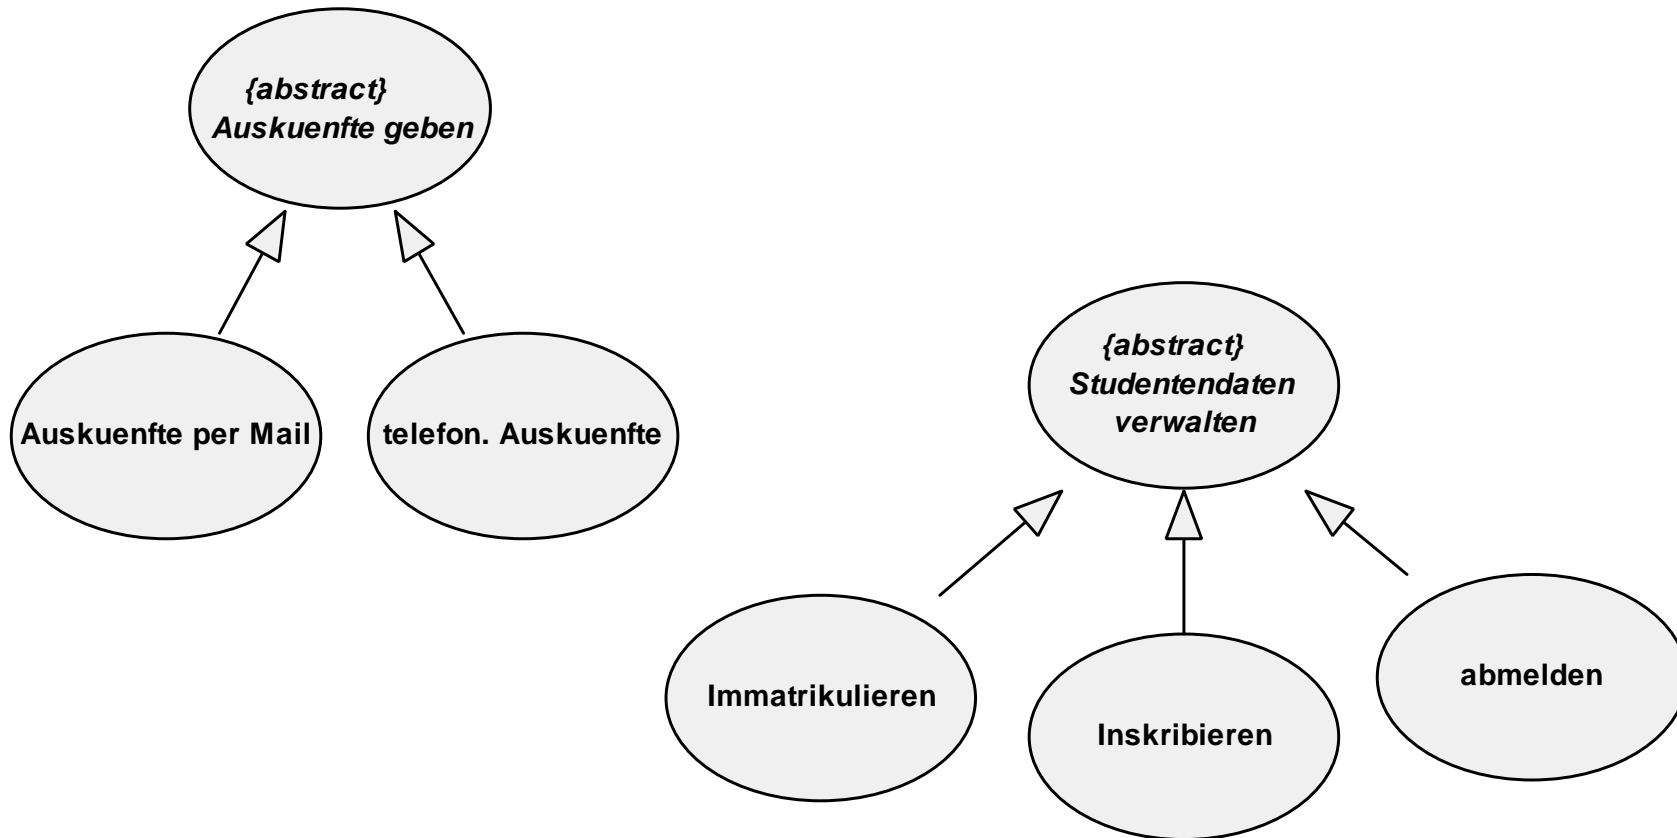 {abstract}
Auskuenfte geben
Auskuenfte per Mail
telefon. Auskuenfte
{abstract}
Studentendaten
verwalten
Immatrikulieren
Inskribieren
abmelden